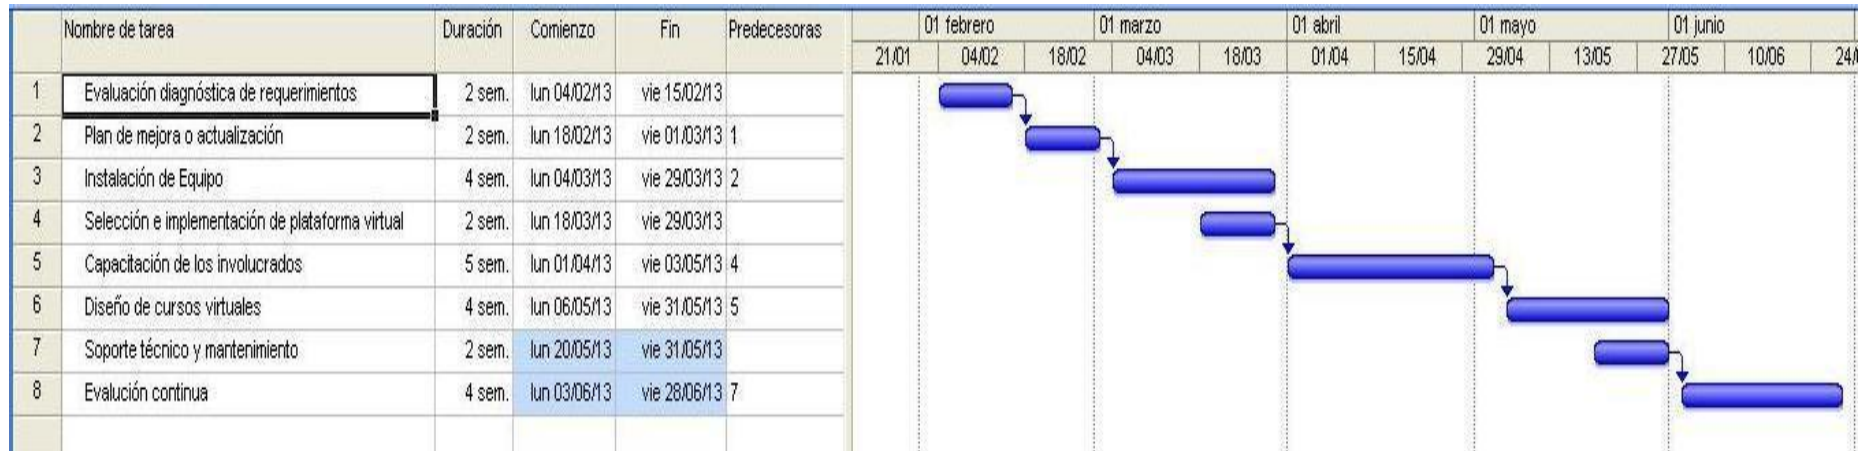 Nombre de tarea Duración Comienzo Fin Predecesoras
01 febrero 01 marzo 01 abril 01 mayo 01 junio
21/01 04/02 18/02 04/03 18/03 01/04 15/04 29/04 13/05 27/05 10/06
1 Evaluación diagnóstica de requerimientos 2 sem. lun 04/02/13 vie 15/02/13
2 Plan de mejora o actualización 2 sem. lun 18/02/13 vie 01/03/13 1
3 Instalación de Equipo 4 sem. lun 04/03/13 vie 29/03/13 2
4 Selección e implementación de plataforma virtual 2 sem. lun 18/03/13 vie 29/03/13
5 Capacitación de los involucrados 5 sem. lun 01/04/13 vie 03/05/13 4
6 Diseño de cursos virtuales 4 sem. lun 06/05/13 vie 31/05/13 5
7 Soporte técnico y mantenimiento 2 sem. lun 20/05/13 vie 31/05/13
8 Evalución continua 4 sem. lun 03/06/13 vie 28/06/13 7